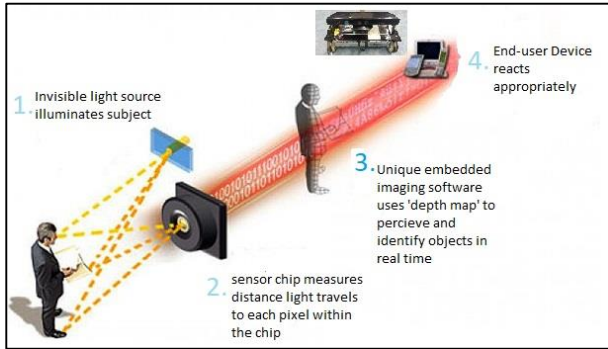 1. Invisible light source
illuminates subject
2. sensor chip measures
distance light travels
to each pixel within
the chip
3. Unique embedded
imaging software
uses 'depth map' to
percieve and
identify objects in
real time
4. End-user Device
reacts
appropriately
1001011100101
0010110110101